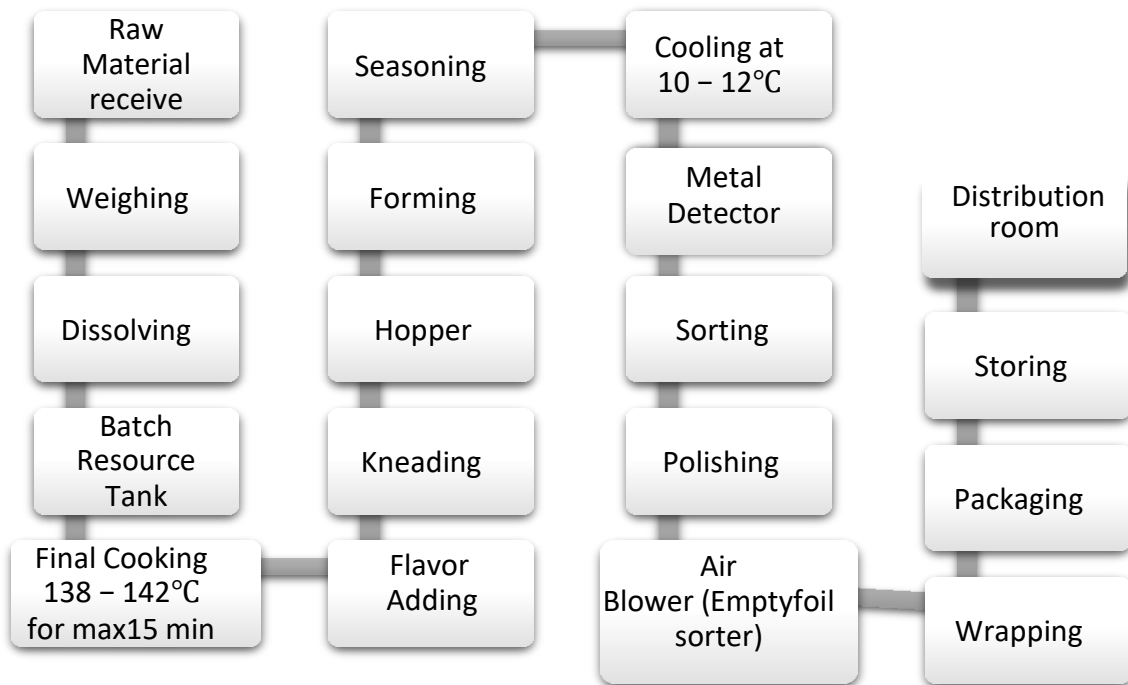 Raw
Material
receive
Weighing
Dissolving
Batch
Resource
Tank
Final Cooking
138 – 142℃
for max15 min
Flavor
Adding
Kneading
Hopper
Forming
Seasoning
Cooling at
10 – 12℃
Metal
Detector
Sorting
Polishing
Air
Blower (Emptyfoil
sorter)
Wrapping
Packaging
Storing
Distribution
room